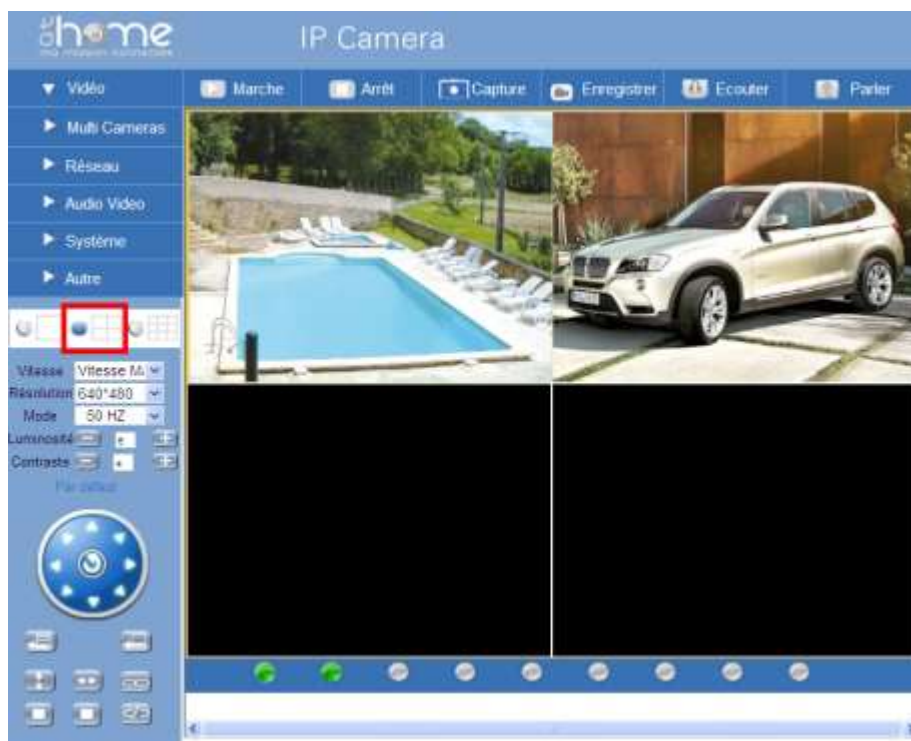 home
IP Camera
Vidéo
Marche
Arrêt
Capture
Enregistrer
Ecouter
Parler
Multi Cameras
Réseau
Audio Video
Système
Autre
Vitesse
Résolution 640*480
Mode 50 HZ
Luminosité
Contraste
Par défaut